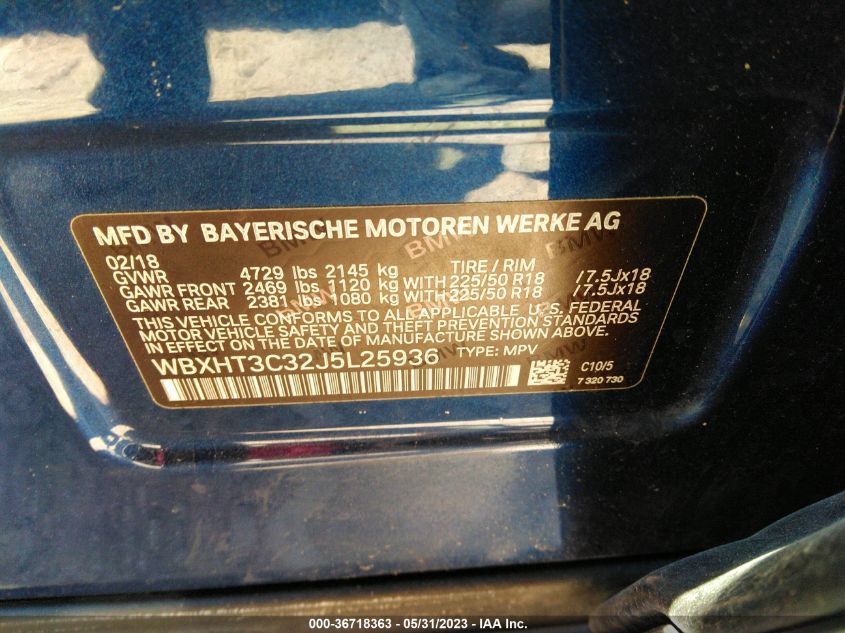 MFD BY BAYERISCHE MOTOREN WERKE AG
02/18
GVWR 4729 lbs 2145 kg TIRE / RIM
GAWR FRONT 2469 lbs 1120 kg WITH 225/50 R18 /7.5Jx18
GAWR REAR 2381 lbs 1080 kg WITH 225/50 R18 /7.5Jx18
THIS VEHICLE CONFORMS TO ALL APPLICABLE U.S. FEDERAL
MOTOR VEHICLE SAFETY AND THEFT PREVENTION STANDARDS
IN EFFECT ON THE DATE OF MANUFACTURE SHOWN ABOVE.
WBXHT3C32J5L25936 TYPE: MPV
C10/5
7 320 730
000-36718363 - 05/31/2023 - IAA Inc.